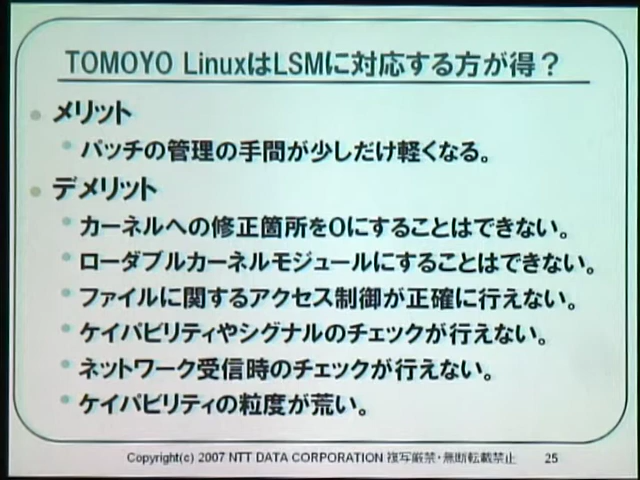 TOMOYO LinuxはLSMに対応する方が得？
メリット
パッチの管理の手間が少しだけ軽くなる。
デメリット
カーネルへの修正箇所を0にすることはできない。
ローダブルカーネルモジュールにすることはできない。
ファイルに関するアクセス制御が正確に行えない。
ケイパビリティやシグナルのチェックが行えない。
ネットワーク受信時のチェックが行えない。
ケイパビリティの粒度が荒い。
Copyright(c) 2007 NTT DATA CORPORATION 複写厳禁・無断転載禁止 25